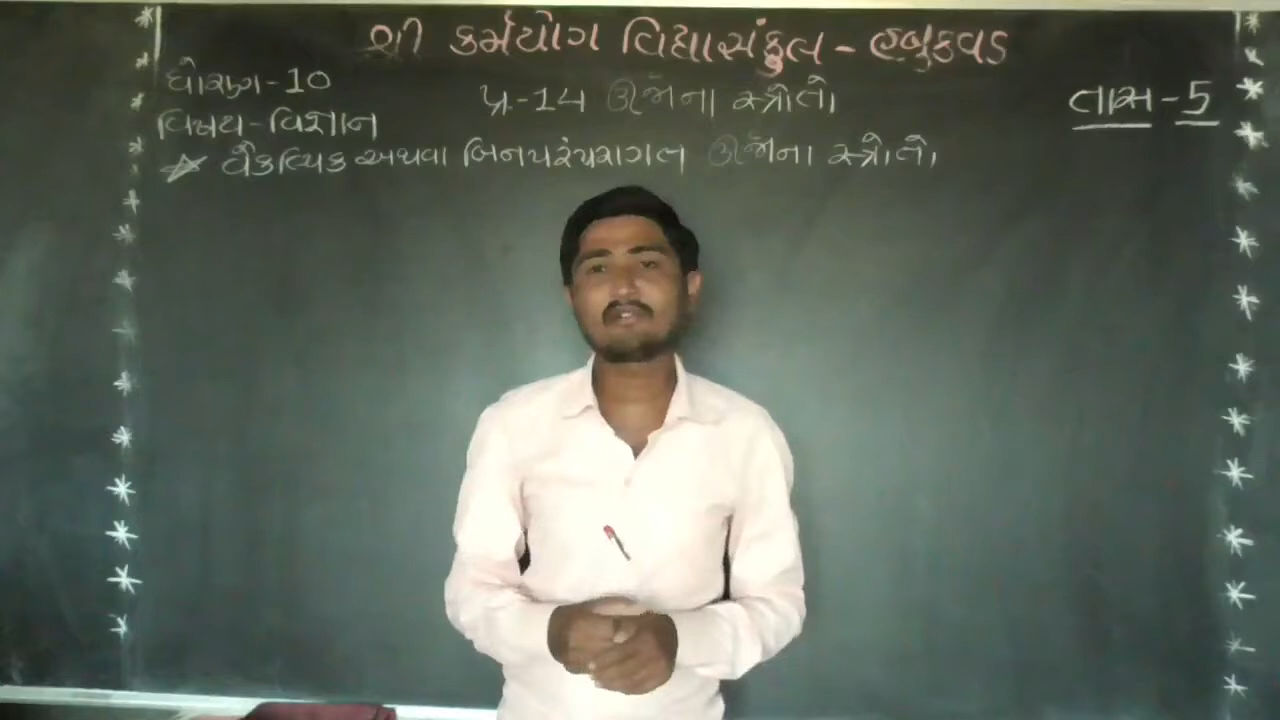 શ્રી કર્મયોગ વિદ્યાસંકુલ - હબુકવડ
ધોરણ - 10
પ્ર.-14 ઊર્જાના સ્ત્રોતો
તાસ - 5
વિષય - વિજ્ઞાન
વૈકલ્પિક અથવા બિનપરંપરાગત ઊર્જાના સ્ત્રોતો